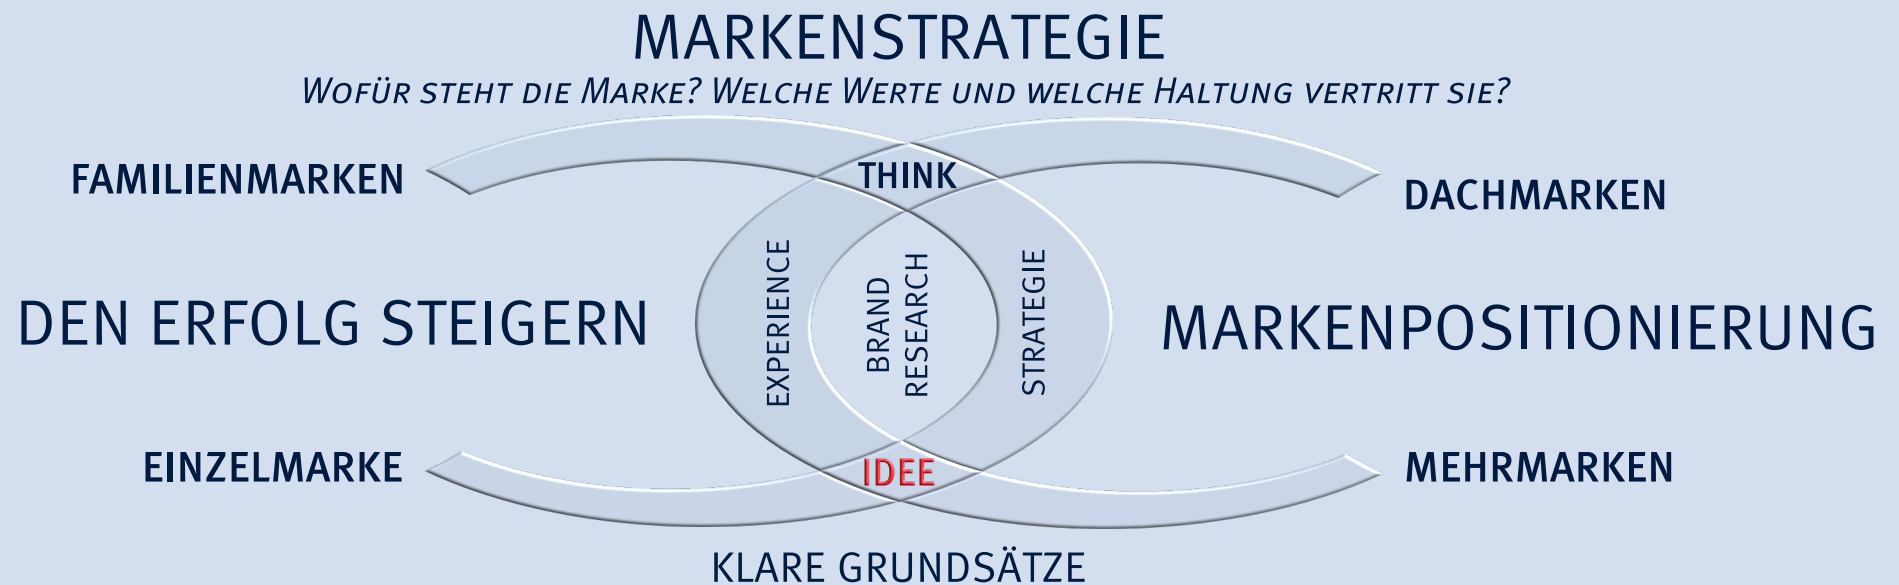 MARKENSTRATEGIE
WOFÜR STEHT DIE MARKE? WELCHE WERTE UND WELCHE HALTUNG VERTRITT SIE?
FAMILIENMARKEN
THINK
DACHMARKEN
DEN ERFOLG STEIGERN
EXPERIENCE
BRAND
RESEARCH
STRATEGIE
MARKENPOSITIONIERUNG
EINZELMARKE
IDEE
MEHRMARKEN
KLARE GRUNDSÄTZE